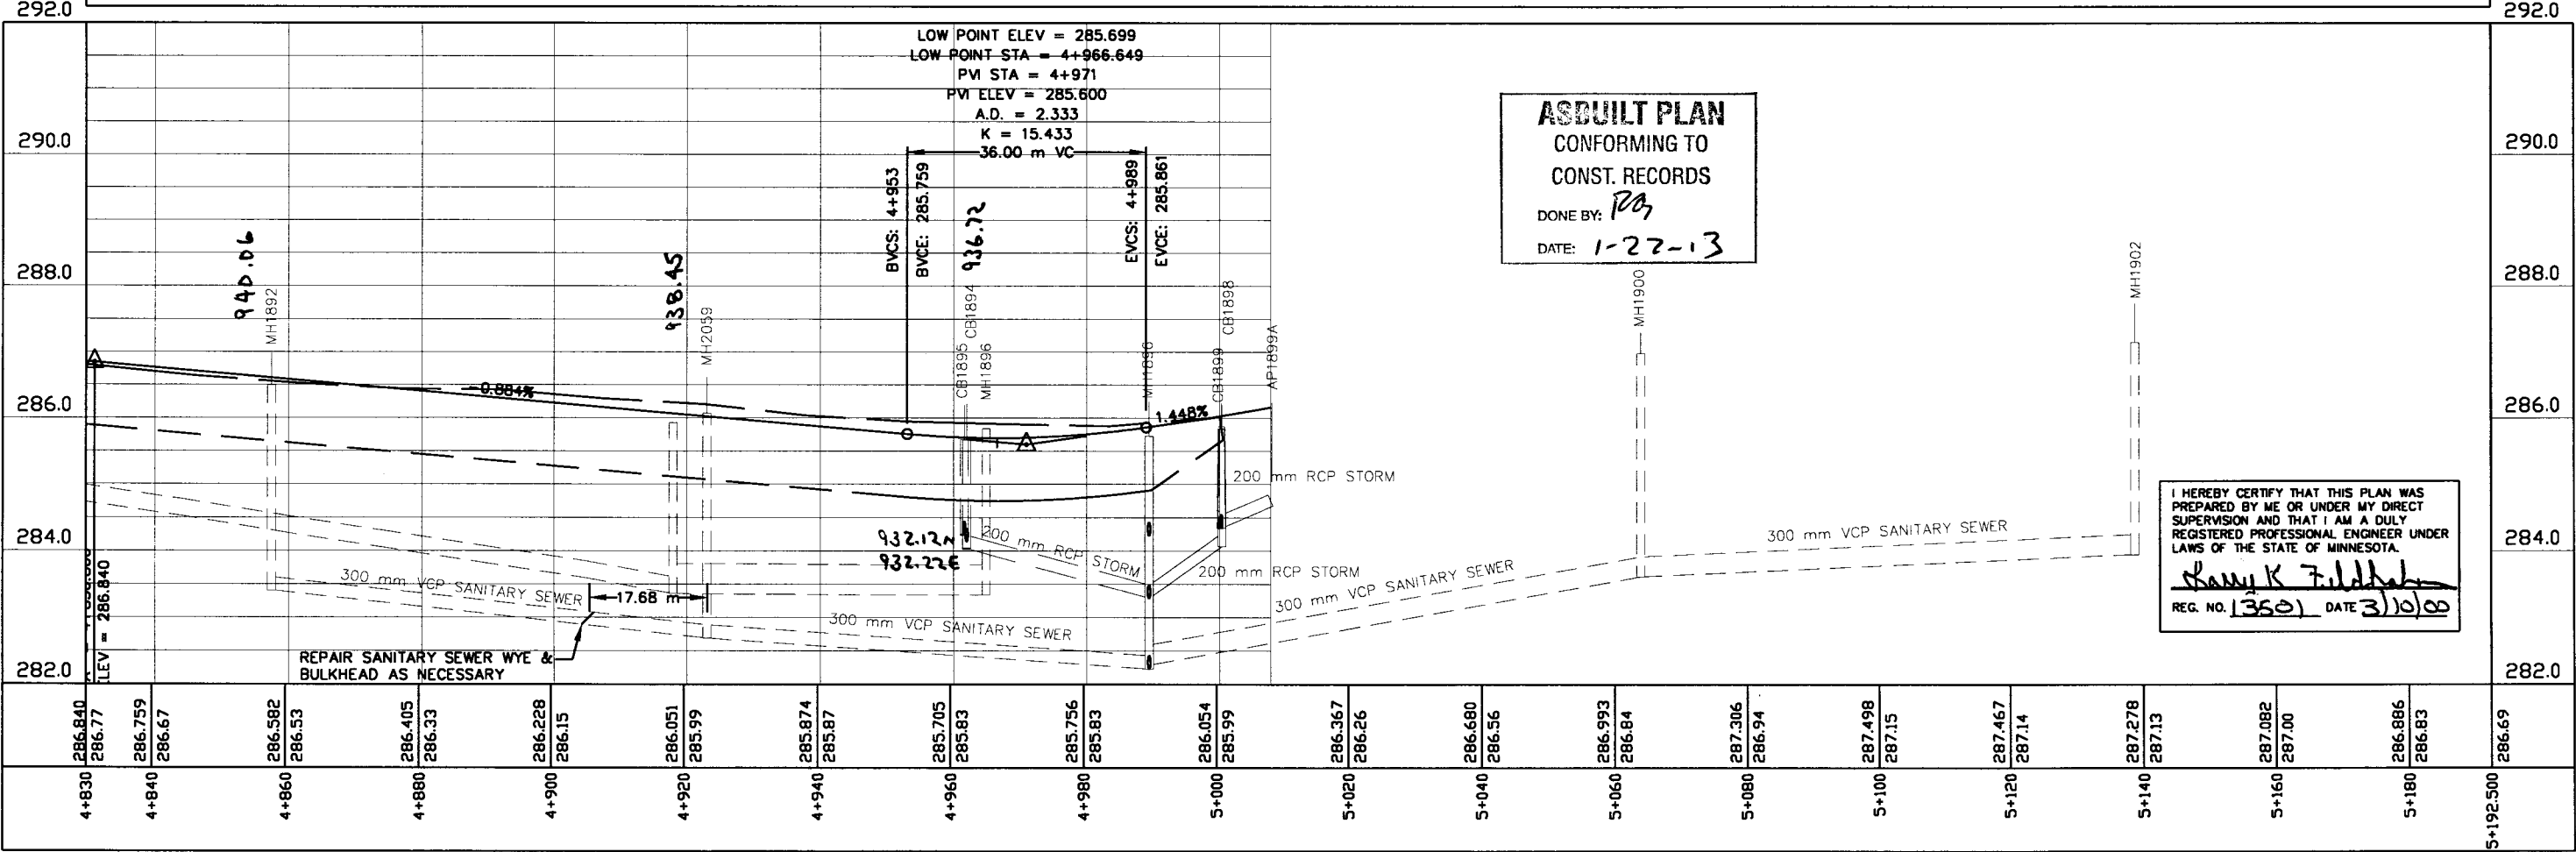 292.0
292.0
LOW POINT ELEV = 285.699
LOW POINT STA = 4+966.649
PVI STA = 4+971
PVI ELEV = 285.600
A.D. = 2.333
K = 15.433
36.00 m VC
BVCS: 4+953
BVCE: 285.759
EVCS: 4+989
EVCE: 285.861
ASBUILT PLAN
CONFORMING TO
CONST. RECORDS
DONE BY:
DATE: 1-22-13
290.0
290.0
288.0
288.0
286.0
286.0
284.0
284.0
282.0
282.0
940.06
MH1892
938.45
MH2059
936.72
CB1895
CB1894
MH1896
MH1896
CB1899
CB1898
AP1899A
MH1900
MH1902
-0.884%
1.448%
932.12N
932.22E
200 mm RCP STORM
200 mm RCP STORM
200 mm RCP STORM
300 mm VCP SANITARY SEWER
17.68 m
300 mm VCP SANITARY SEWER
300 mm VCP SANITARY SEWER
300 mm VCP SANITARY SEWER
REPAIR SANITARY SEWER WYE &
BULKHEAD AS NECESSARY
ELEV = 286.840
I HEREBY CERTIFY THAT THIS PLAN WAS
PREPARED BY ME OR UNDER MY DIRECT
SUPERVISION AND THAT I AM A DULY
REGISTERED PROFESSIONAL ENGINEER UNDER
LAWS OF THE STATE OF MINNESOTA.
REG. NO. 13501 DATE 3/10/00
286.840
286.77
286.759
286.67
286.582
286.53
286.405
286.33
286.228
286.15
286.051
285.99
285.874
285.87
285.705
285.83
285.756
285.83
286.054
285.99
286.367
286.26
286.680
286.56
286.993
286.84
287.306
286.94
287.498
287.15
287.467
287.14
287.278
287.13
287.082
287.00
286.886
286.83
286.69
4+830
4+840
4+860
4+880
4+900
4+920
4+940
4+960
4+980
5+000
5+020
5+040
5+060
5+080
5+100
5+120
5+140
5+160
5+180
5+192.500